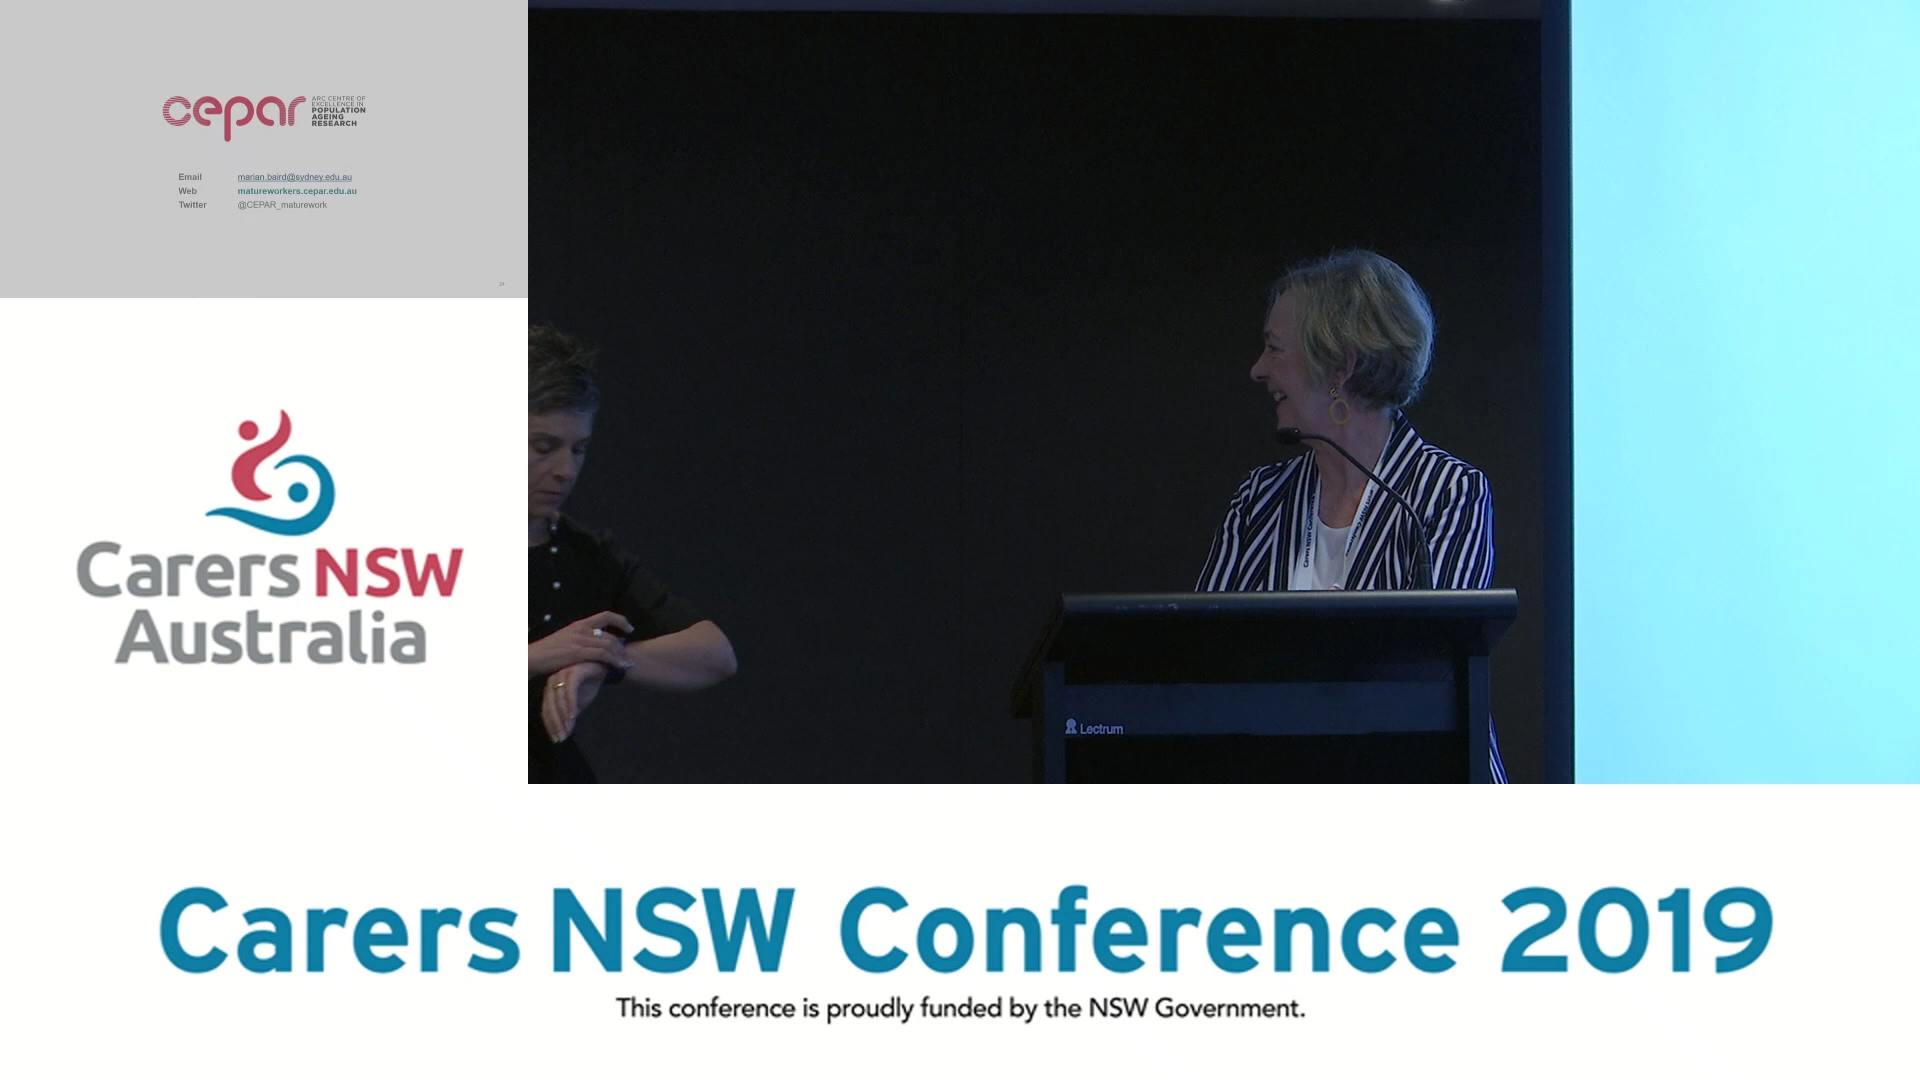 cepar
ARC CENTRE OF
EXCELLENCE IN
POPULATION
AGEING
RESEARCH
Email marian.baird@sydney.edu.au
Web matureworkers.cepar.edu.au
Twitter @CEPAR_maturework
Carers NSW
Australia
Lectrum
Carers NSW Conference 2019
This conference is proudly funded by the NSW Government.